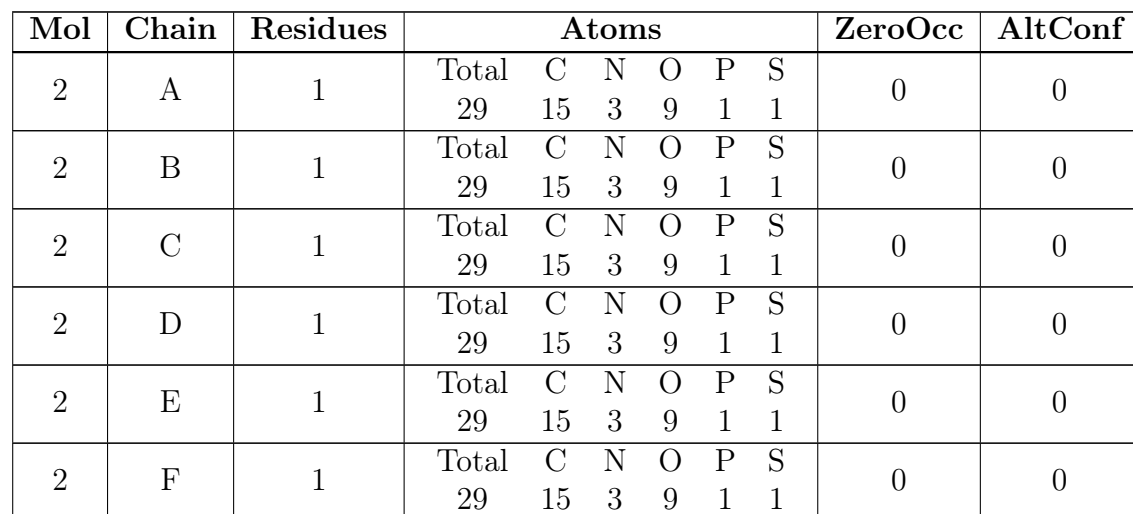 Mol Chain Residues Atoms ZeroOcc AltConf
2 A 1 Total C N O P S 0 0
29 15 3 9 1 1
2 B 1 Total C N O P S 0 0
29 15 3 9 1 1
2 C 1 Total C N O P S 0 0
29 15 3 9 1 1
2 D 1 Total C N O P S 0 0
29 15 3 9 1 1
2 E 1 Total C N O P S 0 0
29 15 3 9 1 1
2 F 1 Total C N O P S 0 0
29 15 3 9 1 1